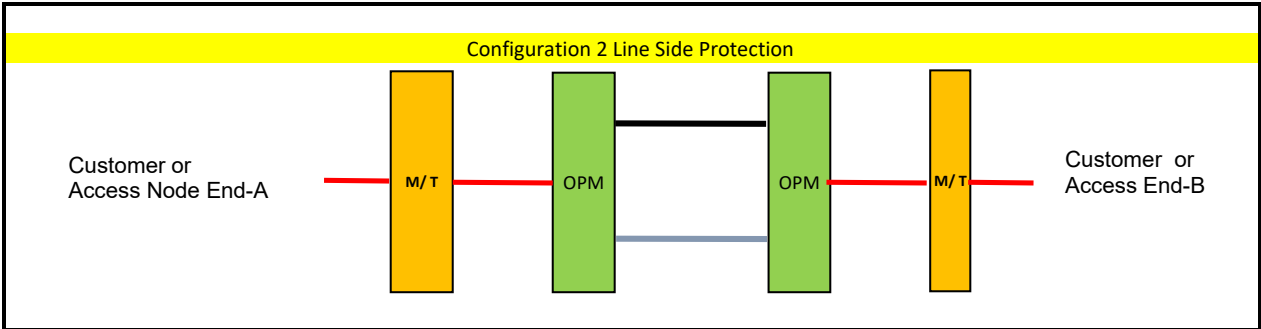 Configuration 2 Line Side Protection
Customer or
Access Node End-A
M/ T
OPM
OPM
M/ T
Customer or
Access End-B